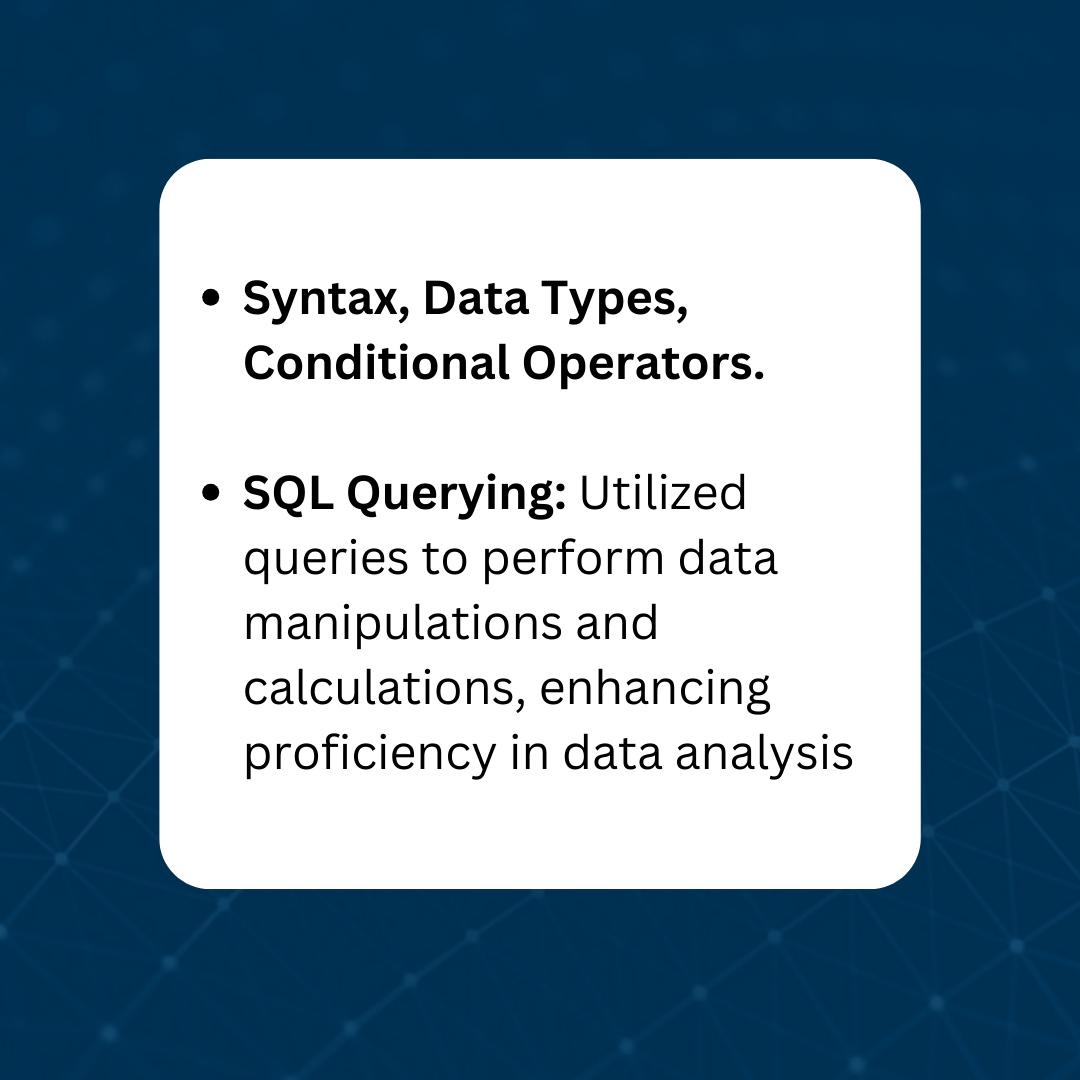 • Syntax, Data Types,
Conditional Operators.
• SQL Querying: Utilized
queries to perform data
manipulations and
calculations, enhancing
proficiency in data analysis